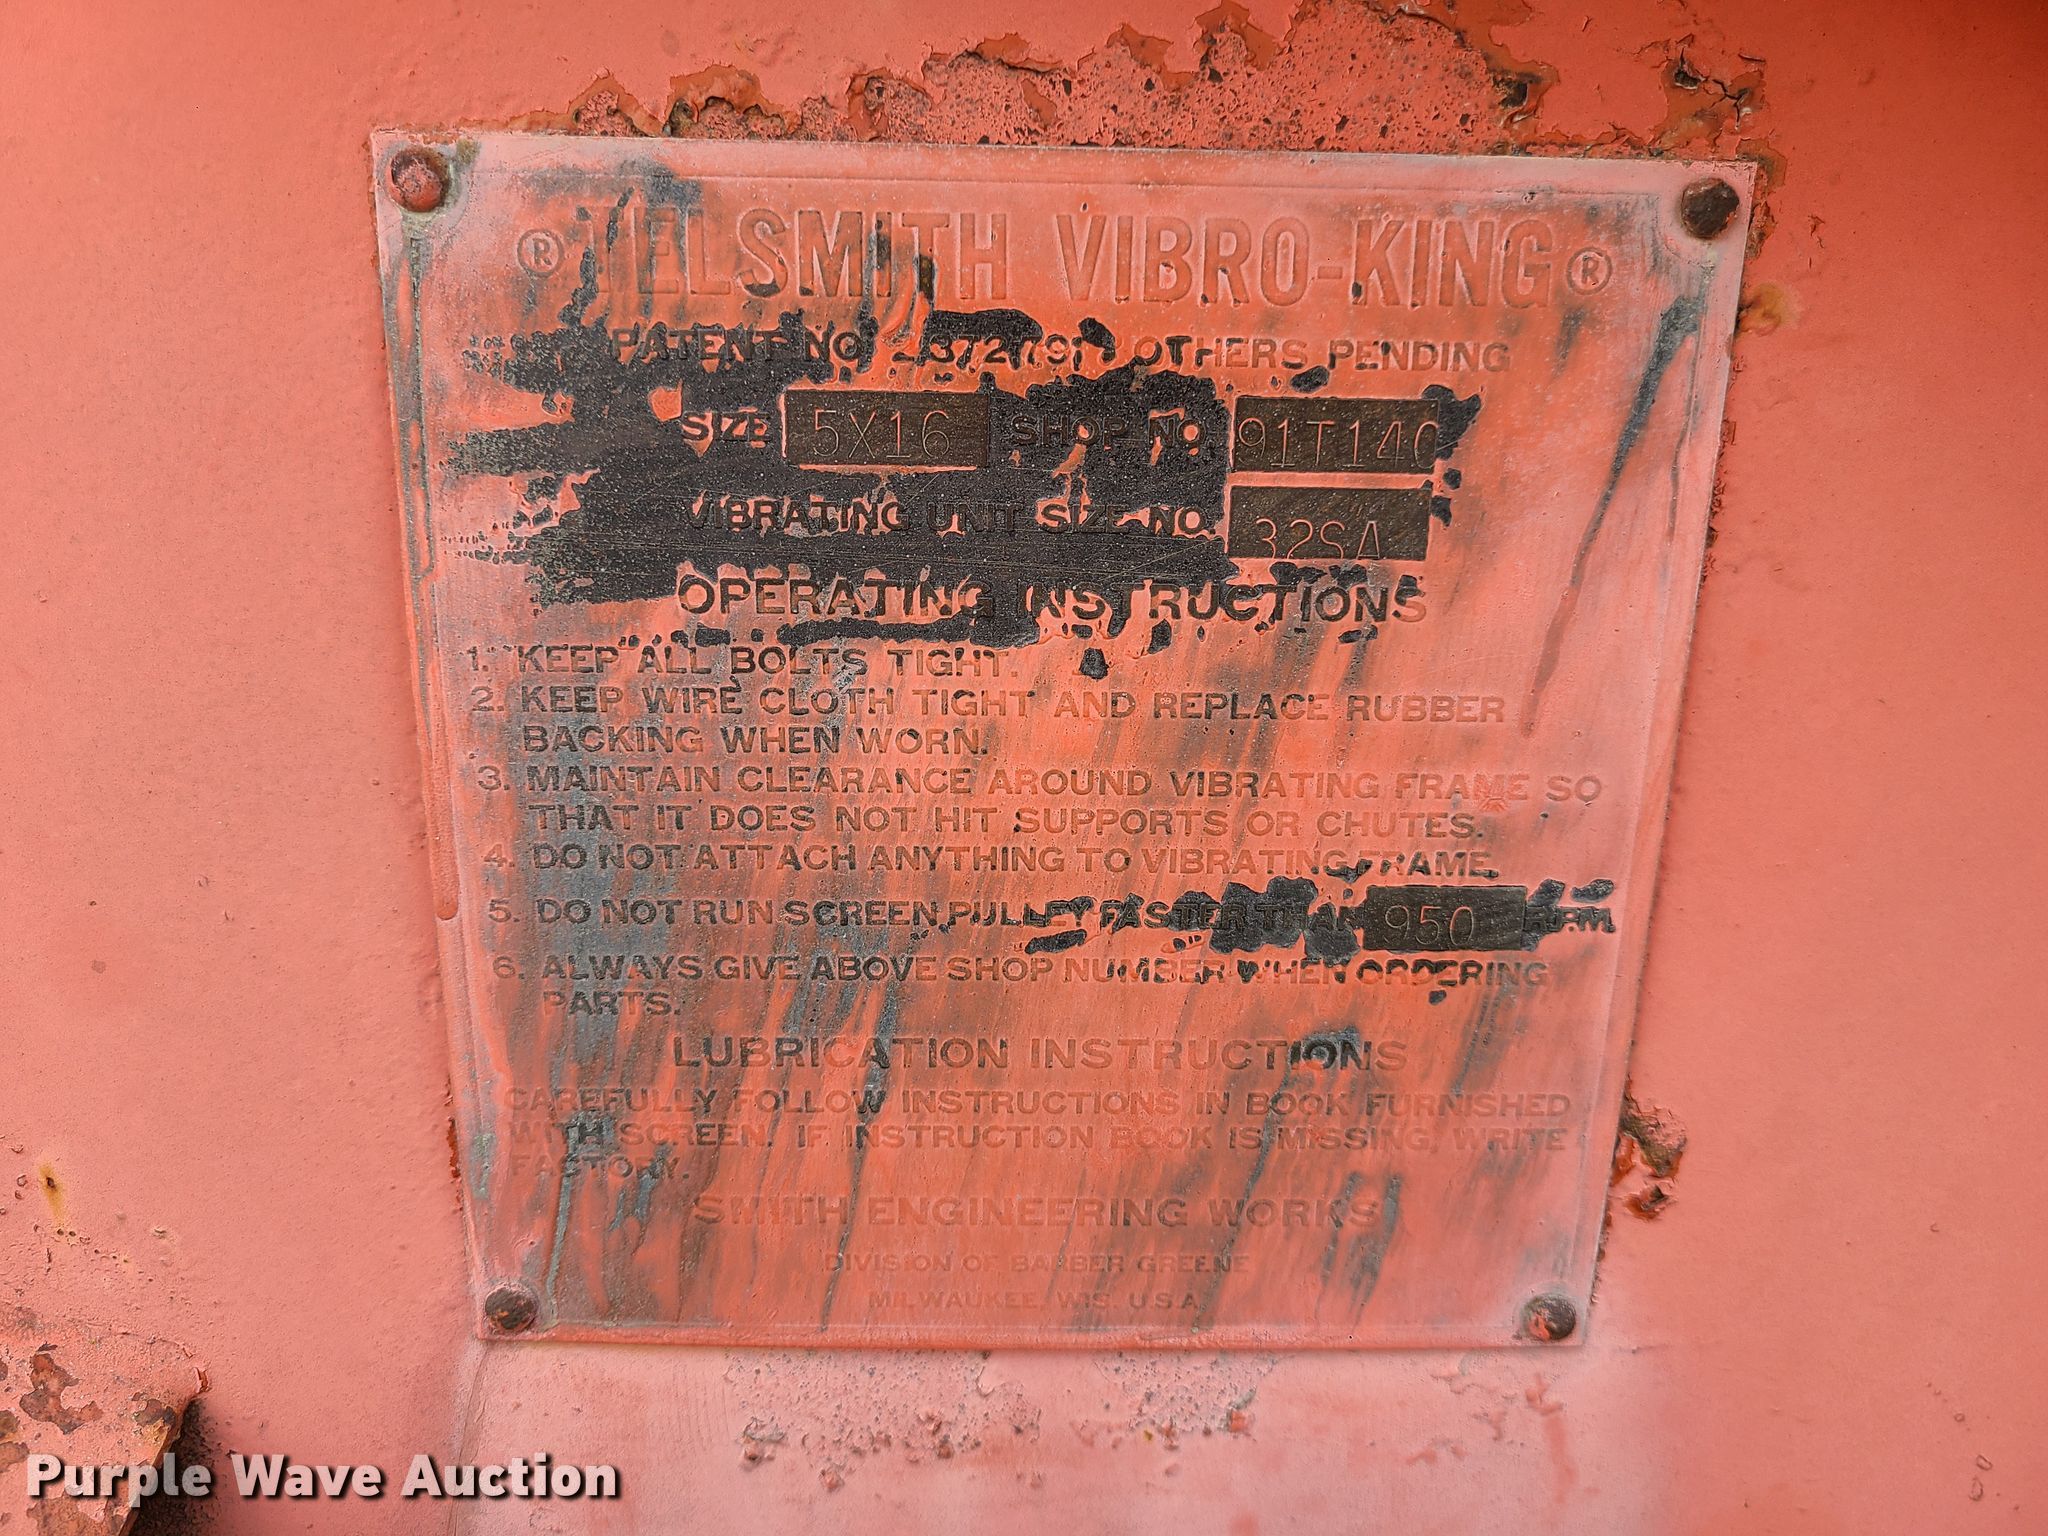 ® TELSMITH VIBRO-KING ®
PATENT NO. OTHERS PENDING
SIZE 5X16 SHOP NO. 91T140
VIBRATING UNIT SIZE NO. 32SA
OPERATING INSTRUCTIONS
1. KEEP ALL BOLTS TIGHT.
2. KEEP WIRE CLOTH TIGHT AND REPLACE RUBBER
BACKING WHEN WORN.
3. MAINTAIN CLEARANCE AROUND VIBRATING FRAME SO
THAT IT DOES NOT HIT SUPPORTS OR CHUTES.
4. DO NOT ATTACH ANYTHING TO VIBRATING FRAME.
5. DO NOT RUN SCREEN PULLEY FASTER THAN 950 R.P.M.
6. ALWAYS GIVE ABOVE SHOP NUMBER WHEN ORDERING
PARTS.
LUBRICATION INSTRUCTIONS
CAREFULLY FOLLOW INSTRUCTIONS IN BOOK FURNISHED
WITH SCREEN. IF INSTRUCTION BOOK IS MISSING, WRITE
FACTORY.
SMITH ENGINEERING WORKS
DIVISION OF BARBER GREENE
MILWAUKEE, WIS. U.S.A.
Purple Wave Auction